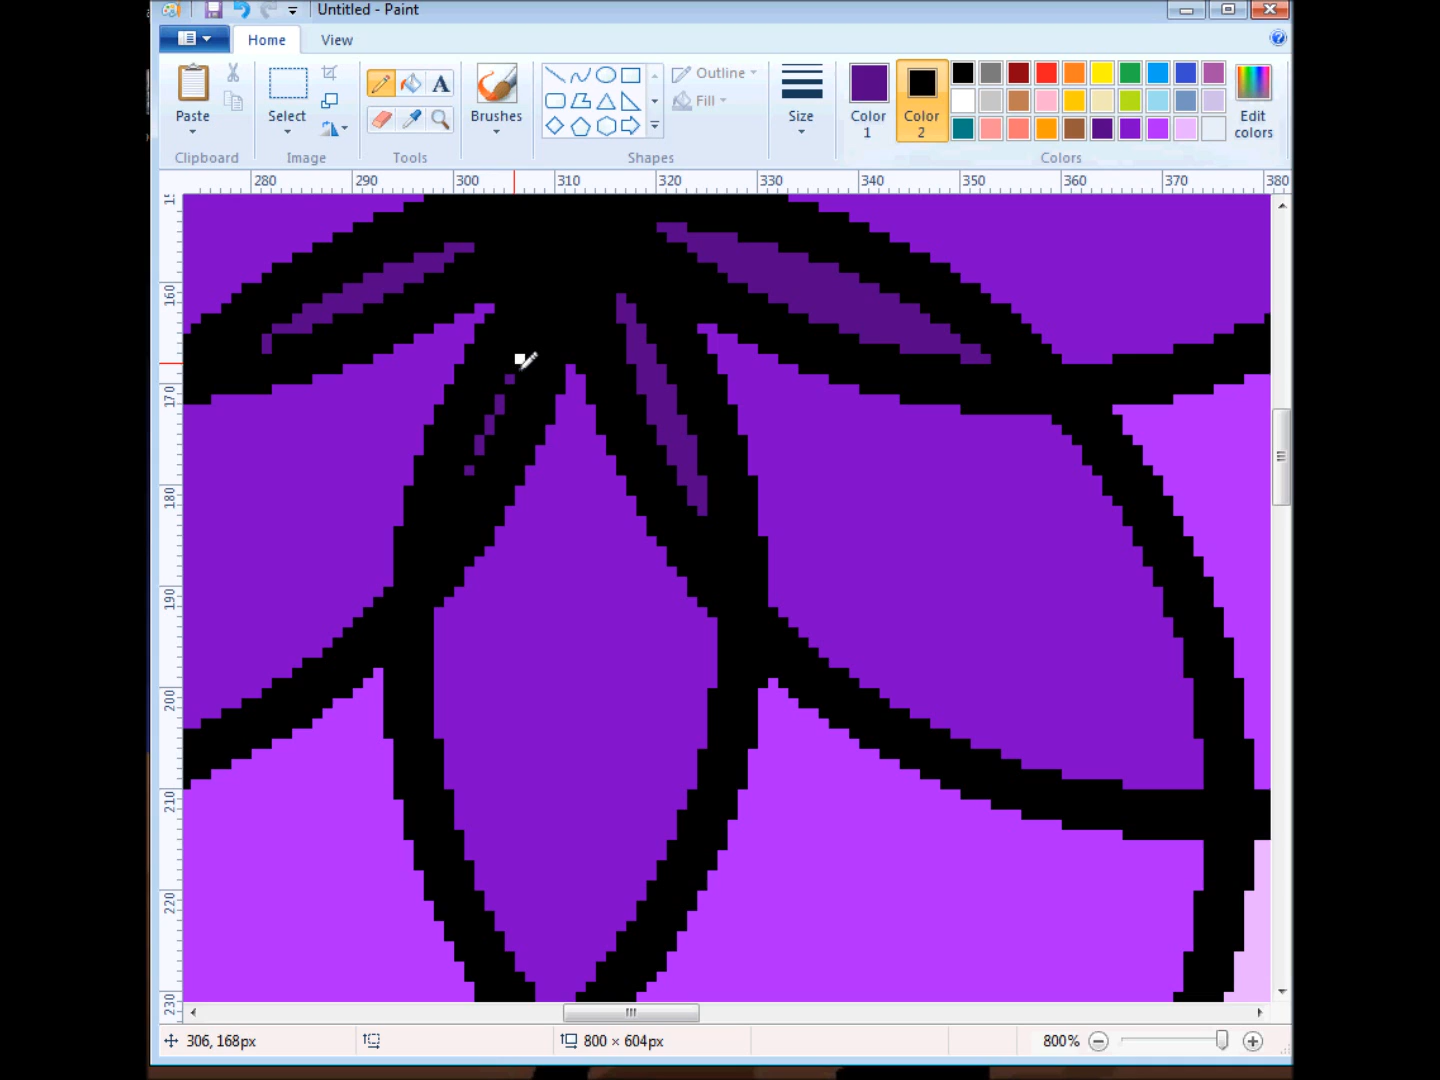 Untitled - Paint
Home View
Paste
Select
Brushes
Outline
Fill
Size
Color 1
Color 2
Edit colors
Clipboard Image Tools Shapes Colors
280 290 300 310 320 330 340 350 360 370 380
160
170
180
190
200
210
220
230
306, 168px
800 × 604px
800%